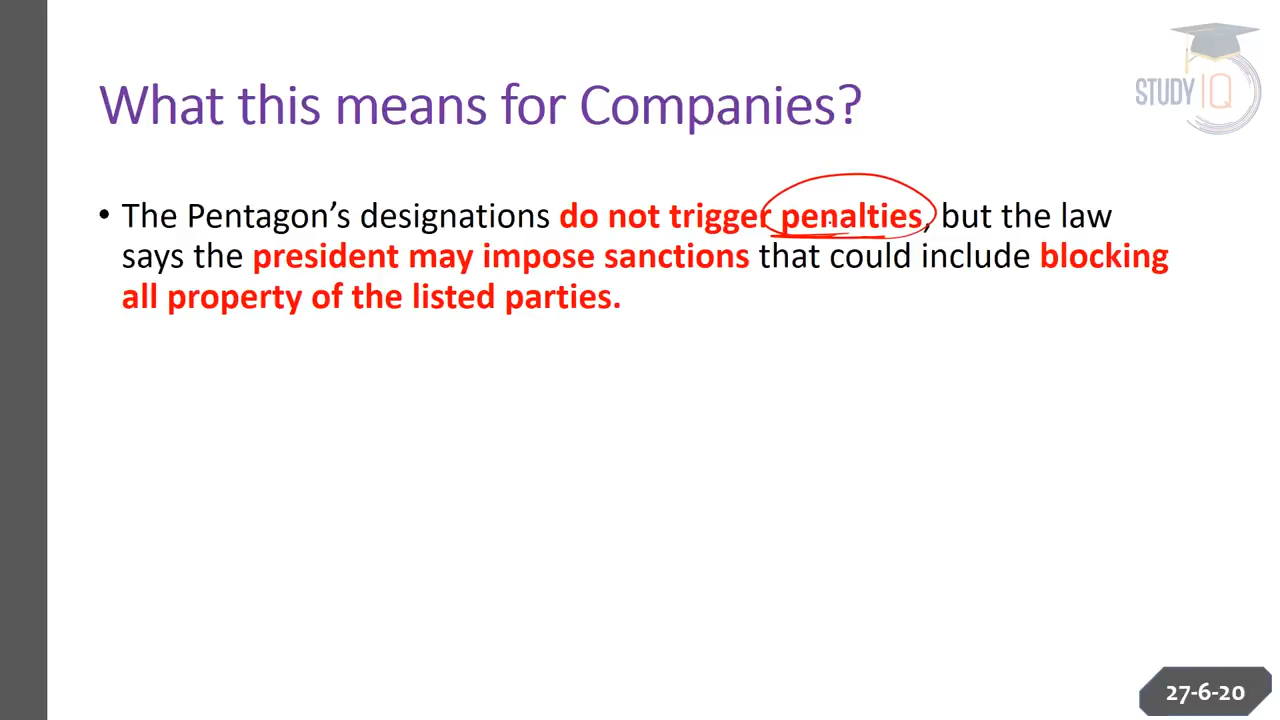 STUDY IQ
What this means for Companies?
• The Pentagon’s designations do not trigger penalties, but the law
says the president may impose sanctions that could include blocking
all property of the listed parties.
27-6-20